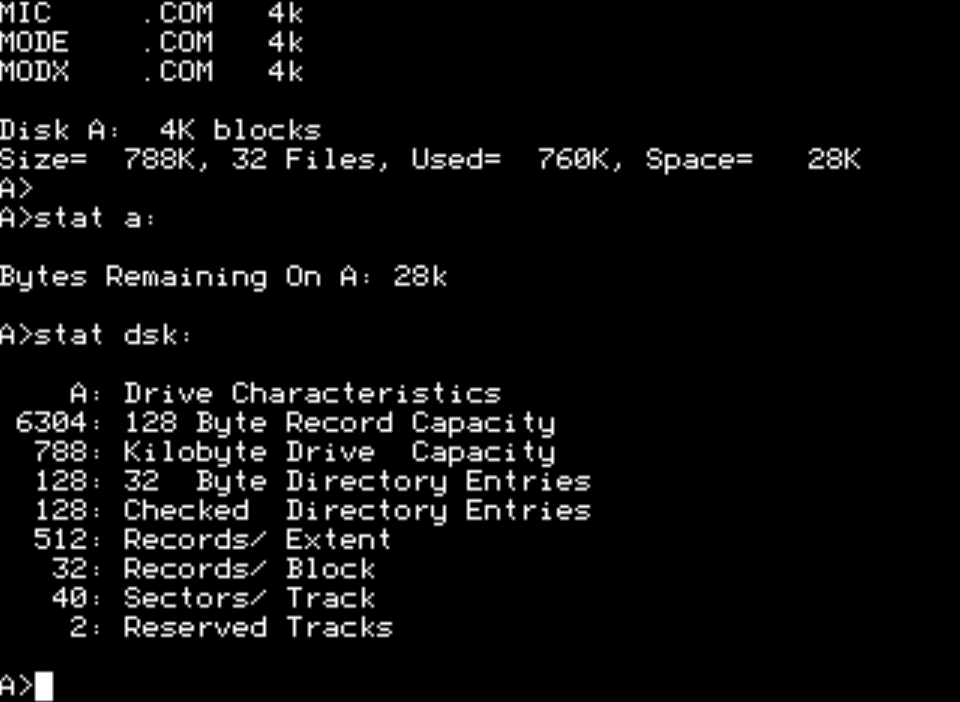 MIC     .COM   4k
MODE    .COM   4k
MODX    .COM   4k
Disk A:  4K blocks
Size=  788K, 32 Files, Used=  760K, Space=   28K
A>
A>stat a:
Bytes Remaining On A: 28k
A>stat dsk:
    A: Drive Characteristics
 6304: 128 Byte Record Capacity
  788: Kilobyte Drive  Capacity
  128: 32  Byte Directory Entries
  128: Checked  Directory Entries
  512: Records/ Extent
   32: Records/ Block
   40: Sectors/ Track
    2: Reserved Tracks
A>